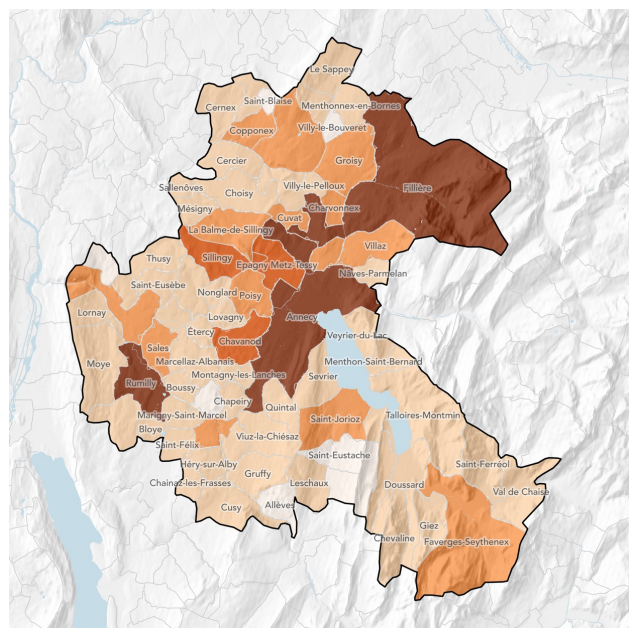 Le Sappey
Saint-Blaise
Cernex
Menthonnex-en-Bornes
Copponex
Villy-le-Bouveret
Cercier
Groisy
Sallenôves
Choisy
Villy-le-Pelloux
Fillière
Mésigny
Charvonnex
Cuvat
La Balme-de-Sillingy
Villaz
Thusy
Sillingy
Epagny Metz-Tessy
Nâves-Parmelan
Saint-Eusèbe
Nonglard
Poisy
Lornay
Lovagny
Annecy
Étercy
Veyrier-du-Lac
Chavanod
Sales
Marcellaz-Albanais
Menthon-Saint-Bernard
Moye
Montagny-les-Lanches
Sevrier
Rumilly
Boussy
Chapeiry
Quintal
Marigny-Saint-Marcel
Saint-Jorioz
Talloires-Montmin
Bloye
Viuz-la-Chiésaz
Saint-Félix
Saint-Eustache
Héry-sur-Alby
Saint-Ferréol
Gruffy
Chainaz-les-Frasses
Leschaux
Doussard
Val de Chaise
Cusy
Allèves
Giez
Chevaline
Faverges-Seythenex